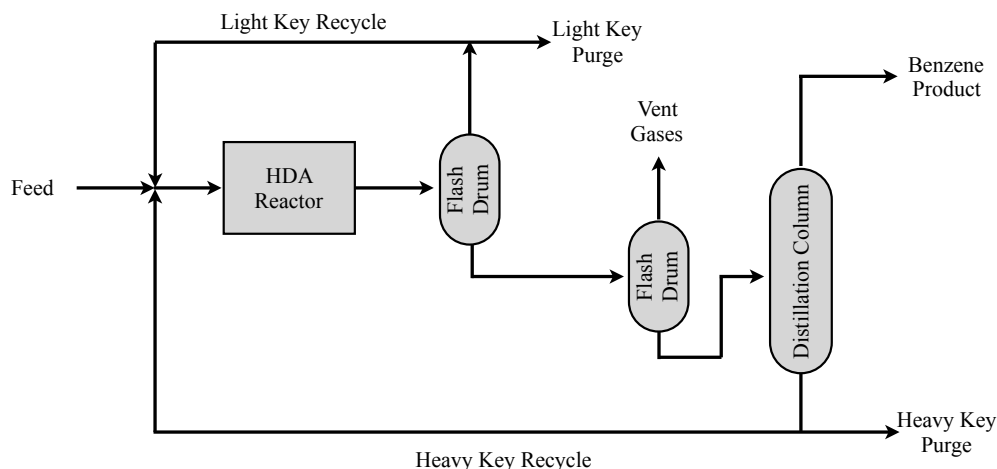 Light Key Recycle
Light Key
Purge
Benzene
Product
Vent
Gases
Feed
HDA
Reactor
Flash
Drum
Flash
Drum
Distillation Column
Heavy Key Recycle
Heavy Key
Purge